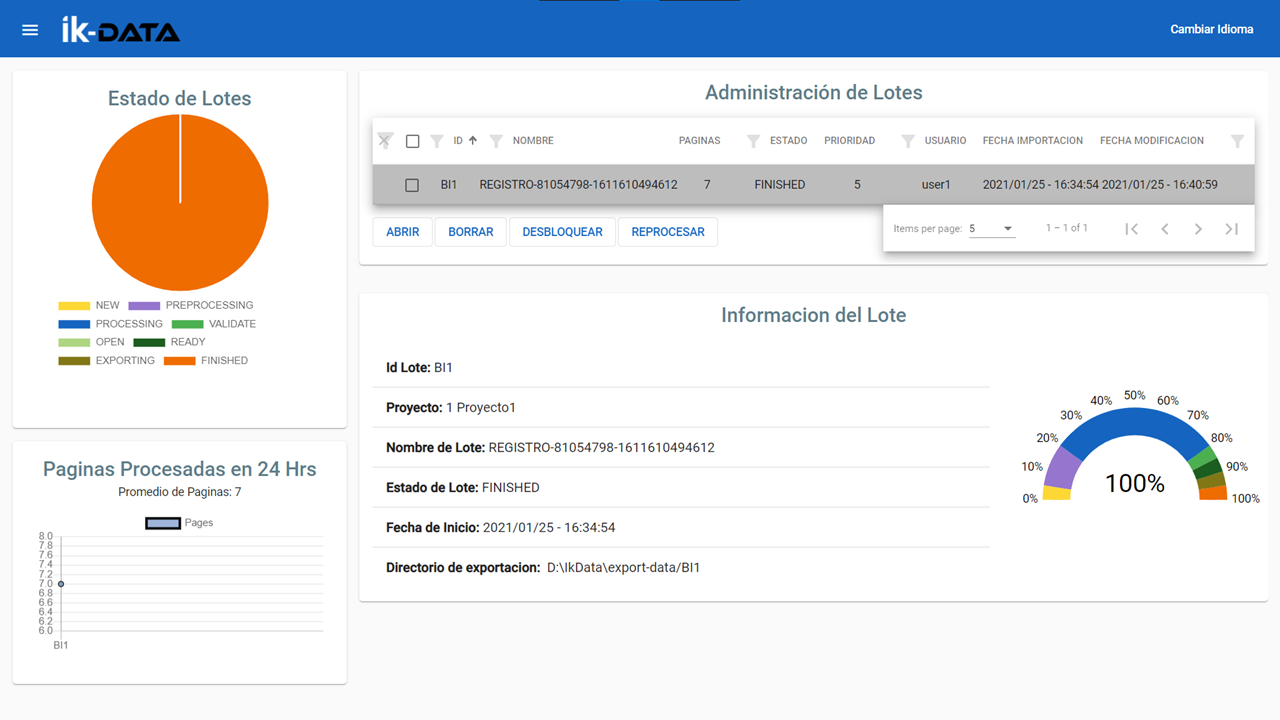 ik-DATA
Cambiar Idioma
Estado de Lotes
NEW PREPROCESSING
PROCESSING VALIDATE
OPEN READY
EXPORTING FINISHED
Paginas Procesadas en 24 Hrs
Promedio de Paginas: 7
Pages
8.0
7.8
7.6
7.4
7.2
7.0
6.8
6.6
6.4
6.2
6.0
BI1
Administración de Lotes
ID NOMBRE PAGINAS ESTADO PRIORIDAD USUARIO FECHA IMPORTACION FECHA MODIFICACION
BI1 REGISTRO-81054798-1611610494612 7 FINISHED 5 user1 2021/01/25 - 16:34:54 2021/01/25 - 16:40:59
ABRIR BORRAR DESBLOQUEAR REPROCESAR
Items per page: 5 1 – 1 of 1
Informacion del Lote
Id Lote: BI1
Proyecto: 1 Proyecto1
Nombre de Lote: REGISTRO-81054798-1611610494612
Estado de Lote: FINISHED
Fecha de Inicio: 2021/01/25 - 16:34:54
Directorio de exportacion: D:\IkData\export-data/BI1
0%
10%
20%
30%
40%
50%
60%
70%
80%
90%
100%
100%